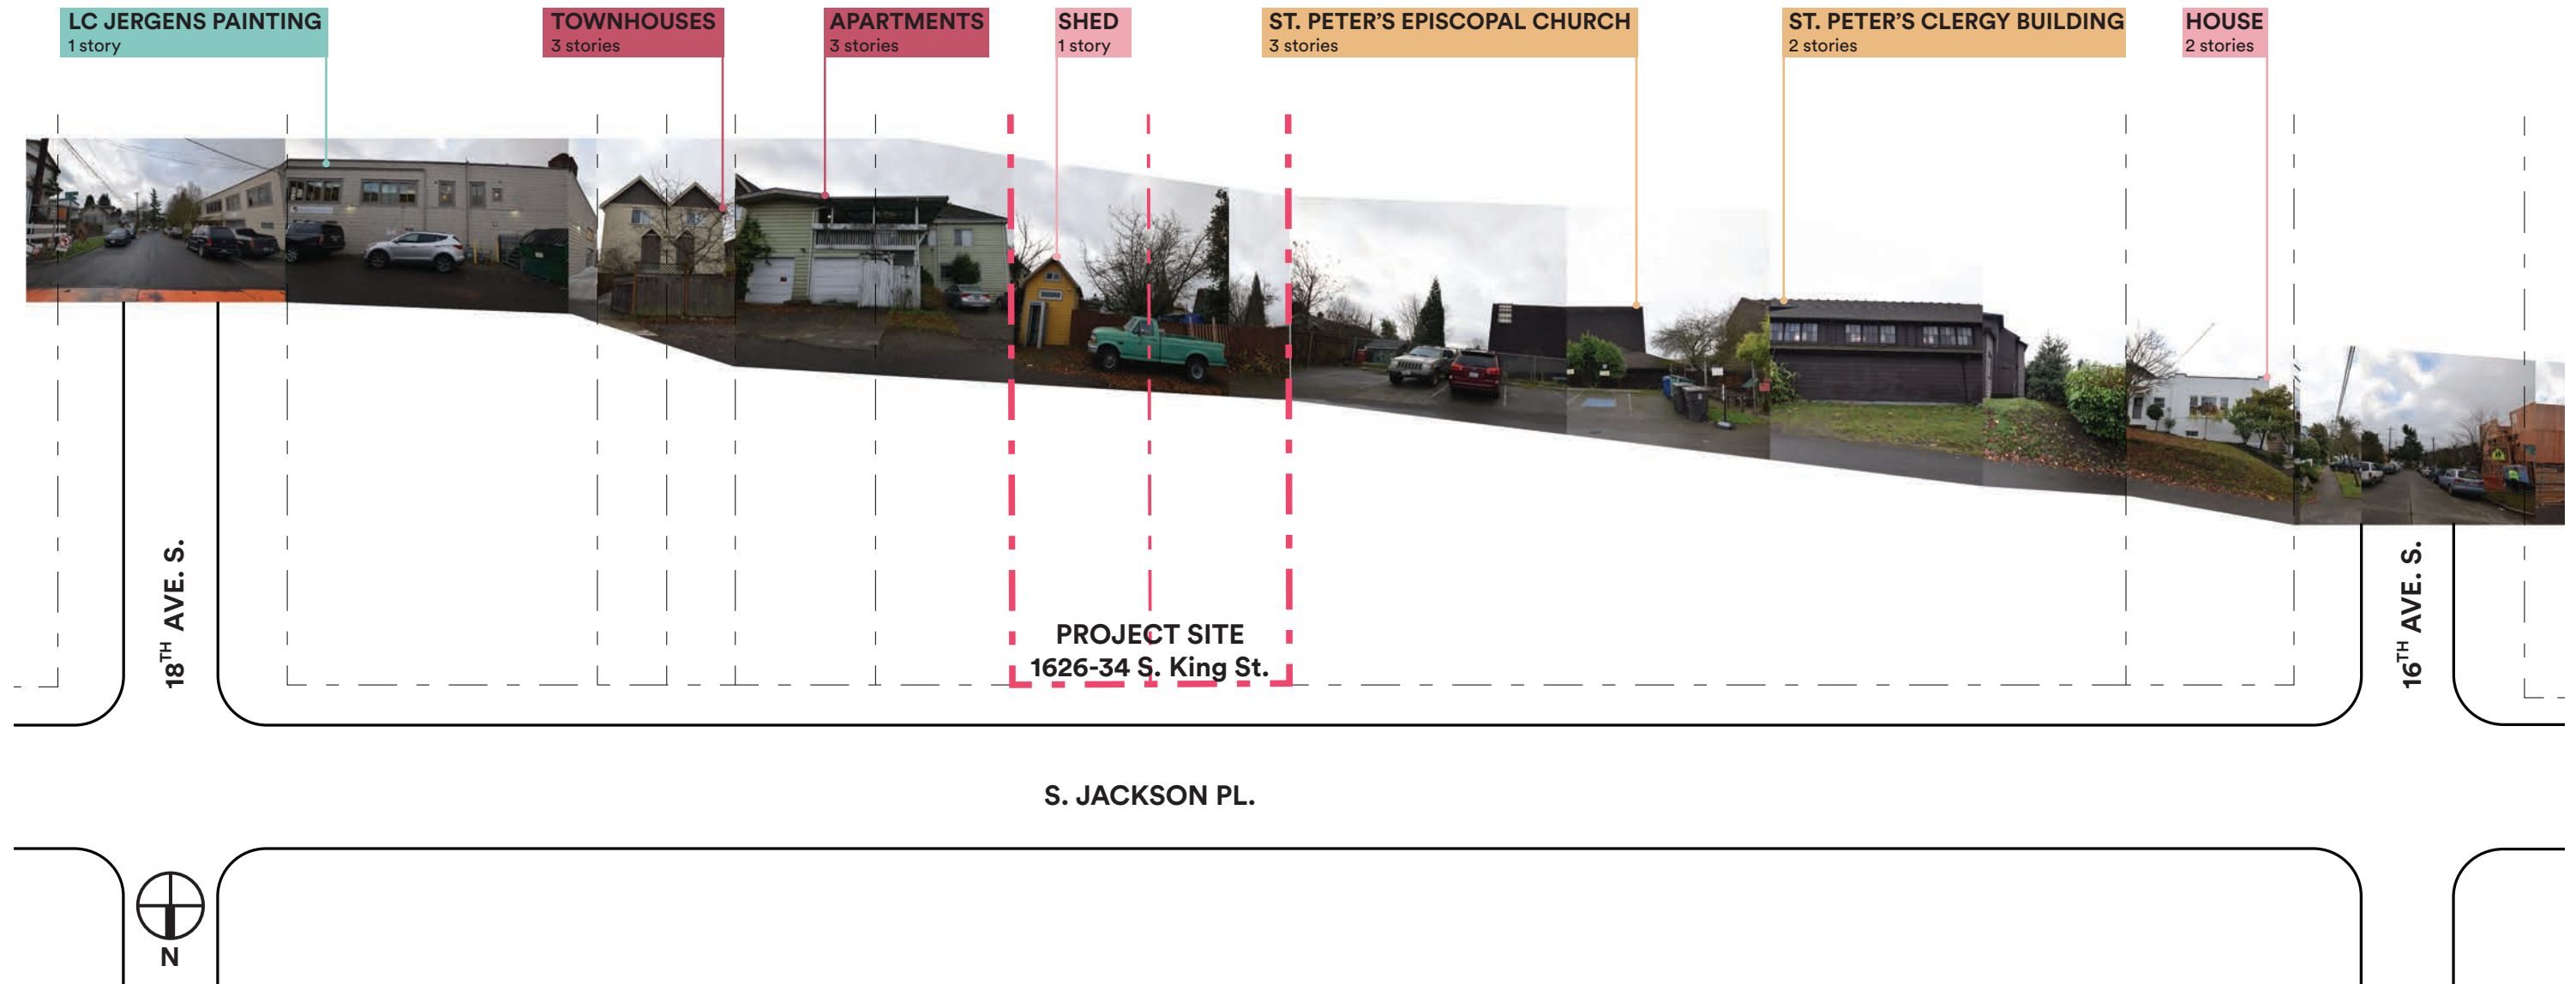 LC JERGENS PAINTING
1 story
TOWNHOUSES
3 stories
APARTMENTS
3 stories
SHED
1 story
ST. PETER’S EPISCOPAL CHURCH
3 stories
ST. PETER’S CLERGY BUILDING
2 stories
HOUSE
2 stories
18TH AVE. S.
PROJECT SITE
1626-34 S. King St.
16TH AVE. S.
S. JACKSON PL.
N